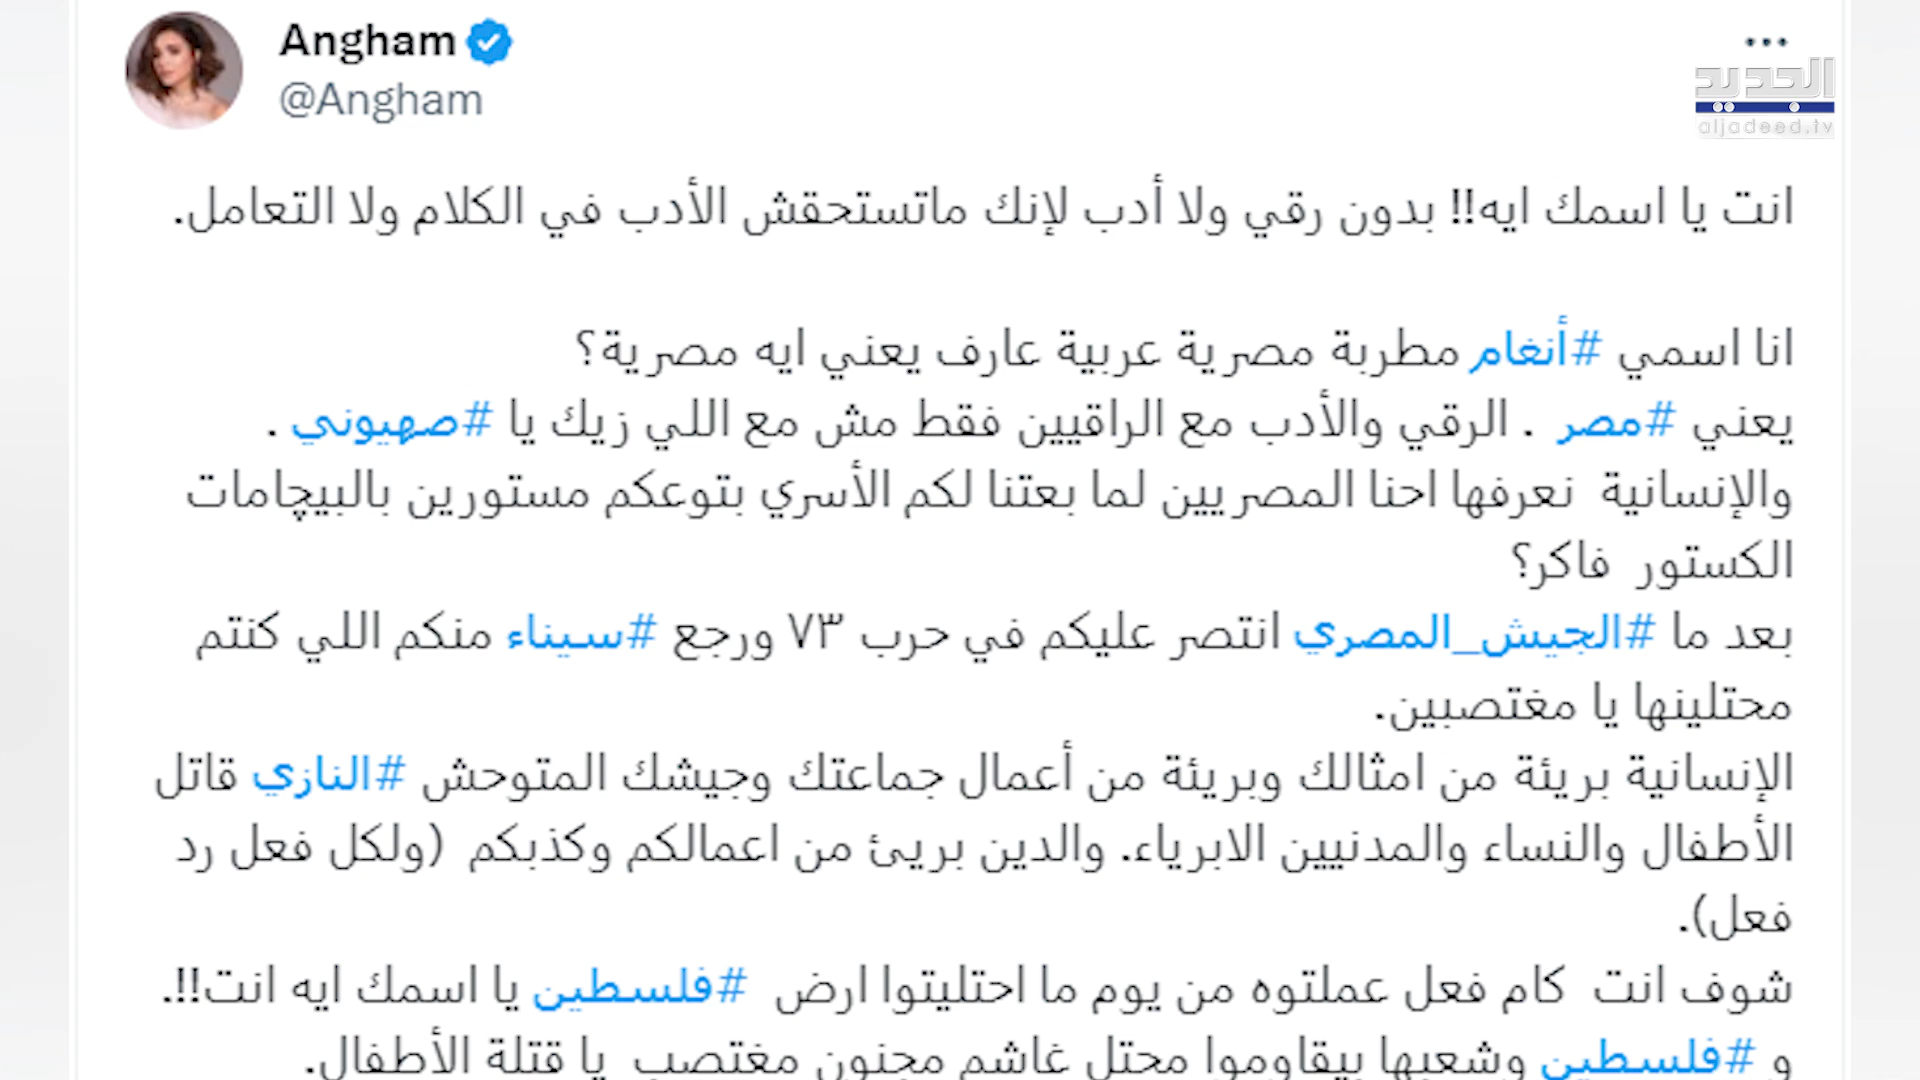 Angham
@Angham
...
الجديد
aljadeed.tv
انت يا اسمك ايه!! بدون رقي ولا أدب لإنك ماتستحقش الأدب في الكلام ولا التعامل.
انا اسمي #أنغام مطربة مصرية عربية عارف يعني ايه مصرية؟
يعني #مصر . الرقي والأدب مع الراقيين فقط مش مع اللي زيك يا #صهيوني .
والإنسانية نعرفها احنا المصريين لما بعتنا لكم الأسري بتوعكم مستورين بالبيچامات
الكستور فاكر؟
بعد ما #الجيش_المصري انتصر عليكم في حرب ٧٣ ورجع #سيناء منكم اللي كنتم
محتلينها يا مغتصبين.
الإنسانية بريئة من امثالك وبريئة من أعمال جماعتك وجيشك المتوحش #النازي قاتل
الأطفال والنساء والمدنيين الابرياء. والدين بريئ من اعمالكم وكذبكم (ولكل فعل رد
فعل).
شوف انت كام فعل عملتوه من يوم ما احتليتوا ارض #فلسطين يا اسمك ايه انت!!.
و #فلسطين وشعبها بيقاوموا محتل غاشم مجنون مغتصب يا قتلة الأطفال.